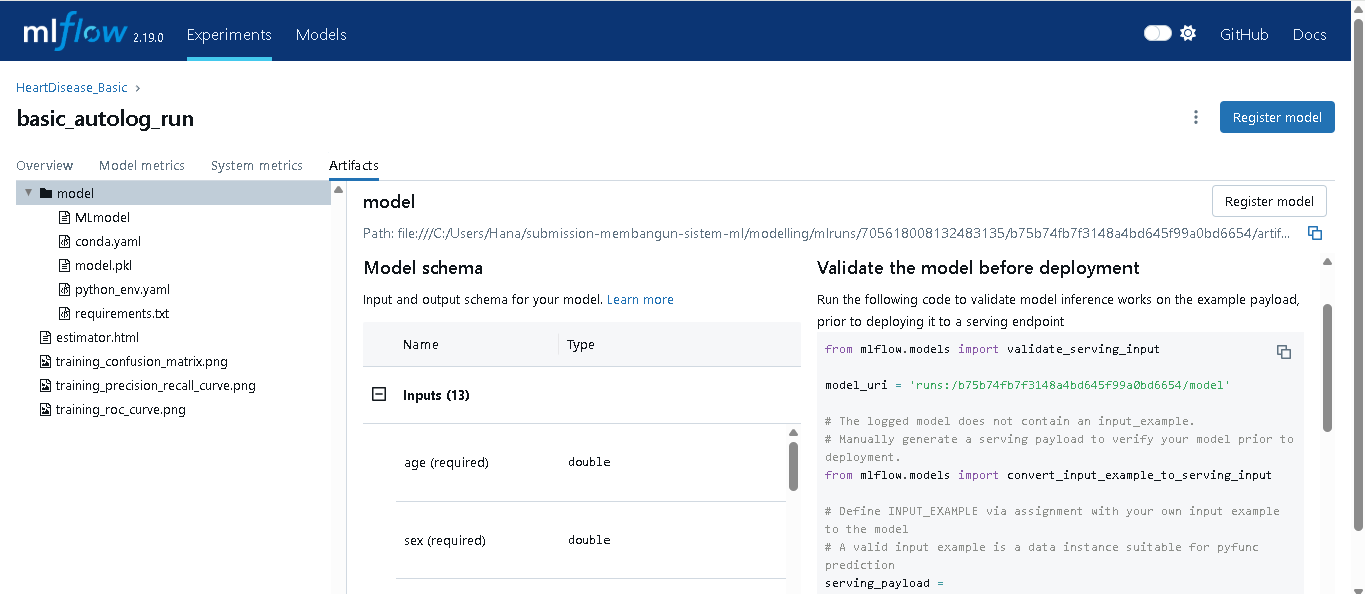 mlflow 2.19.0 Experiments Models GitHub Docs
HeartDisease_Basic
basic_autolog_run
Register model
Overview Model metrics System metrics Artifacts
model
MLmodel
conda.yaml
model.pkl
python_env.yaml
requirements.txt
estimator.html
training_confusion_matrix.png
training_precision_recall_curve.png
training_roc_curve.png
model
Register model
Path: file:///C:/Users/Hana/submission-membangun-sistem-ml/modelling/mlruns/705618008132483135/b75b74fb7f3148a4bd645f99a0bd6654/artif...
Model schema
Input and output schema for your model. Learn more
Name Type
Inputs (13)
age (required) double
sex (required) double
Validate the model before deployment
Run the following code to validate model inference works on the example payload,
prior to deploying it to a serving endpoint
from mlflow.models import validate_serving_input
model_uri = 'runs:/b75b74fb7f3148a4bd645f99a0bd6654/model'
# The logged model does not contain an input_example.
# Manually generate a serving payload to verify your model prior to
deployment.
from mlflow.models import convert_input_example_to_serving_input
# Define INPUT_EXAMPLE via assignment with your own input example
to the model
# A valid input example is a data instance suitable for pyfunc
prediction
serving_payload =